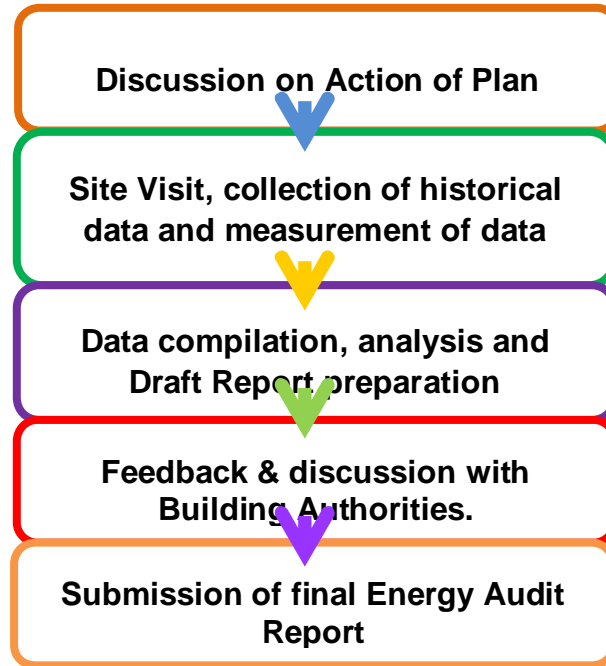 Discussion on Action of Plan
Site Visit, collection of historical
data and measurement of data
Data compilation, analysis and
Draft Report preparation
Feedback & discussion with
Building Authorities.
Submission of final Energy Audit
Report